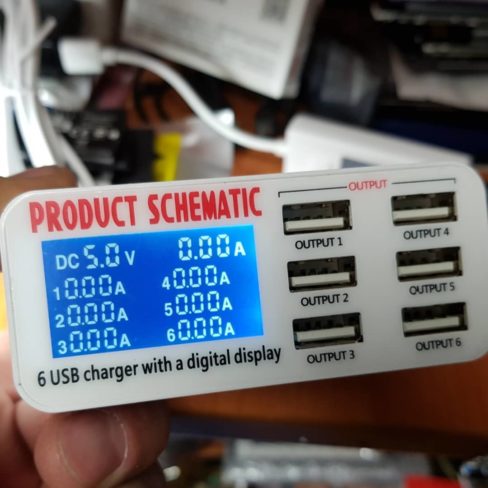 PRODUCT SCHEMATIC
DC 5.0 V 0.00 A
1 0.00 A 4 0.00 A
2 0.00 A 5 0.00 A
3 0.00 A 6 0.00 A
6 USB charger with a digital display
OUTPUT
OUTPUT 1
OUTPUT 4
OUTPUT 2
OUTPUT 5
OUTPUT 3
OUTPUT 6